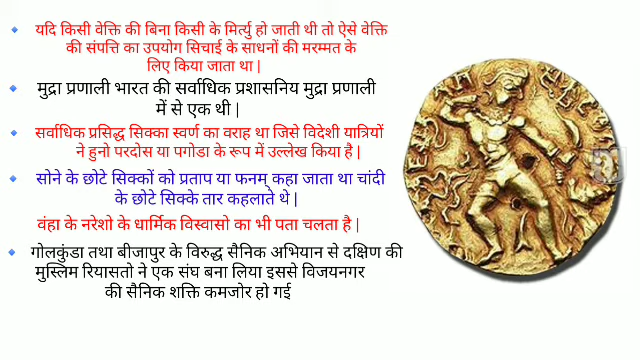 यदि किसी वेक्ति की बिना किसी के मिर्त्यु हो जाती थी तो ऐसे वेक्ति
की संपत्ति का उपयोग सिचाई के साधनों की मरम्मत के
लिए किया जाता था |
मुद्रा प्रणाली भारत की सर्वाधिक प्रशासनिय मुद्रा प्रणाली
में से एक थी |
सर्वाधिक प्रसिद्ध सिक्का स्वर्ण का वराह था जिसे विदेशी यात्रियों
ने हुनो परदोस या पगोडा के रूप में उल्लेख किया है |
सोने के छोटे सिक्कों को प्रताप या फनम् कहा जाता था चांदी
के छोटे सिक्के तार कहलाते थे |
वंहा के नरेशो के धार्मिक विस्वासो का भी पता चलता है |
गोलकुंडा तथा बीजापुर के विरुद्ध सैनिक अभियान से दक्षिण की
मुस्लिम रियासतो ने एक संघ बना लिया इससे विजयनगर
की सैनिक शक्ति कमजोर हो गई